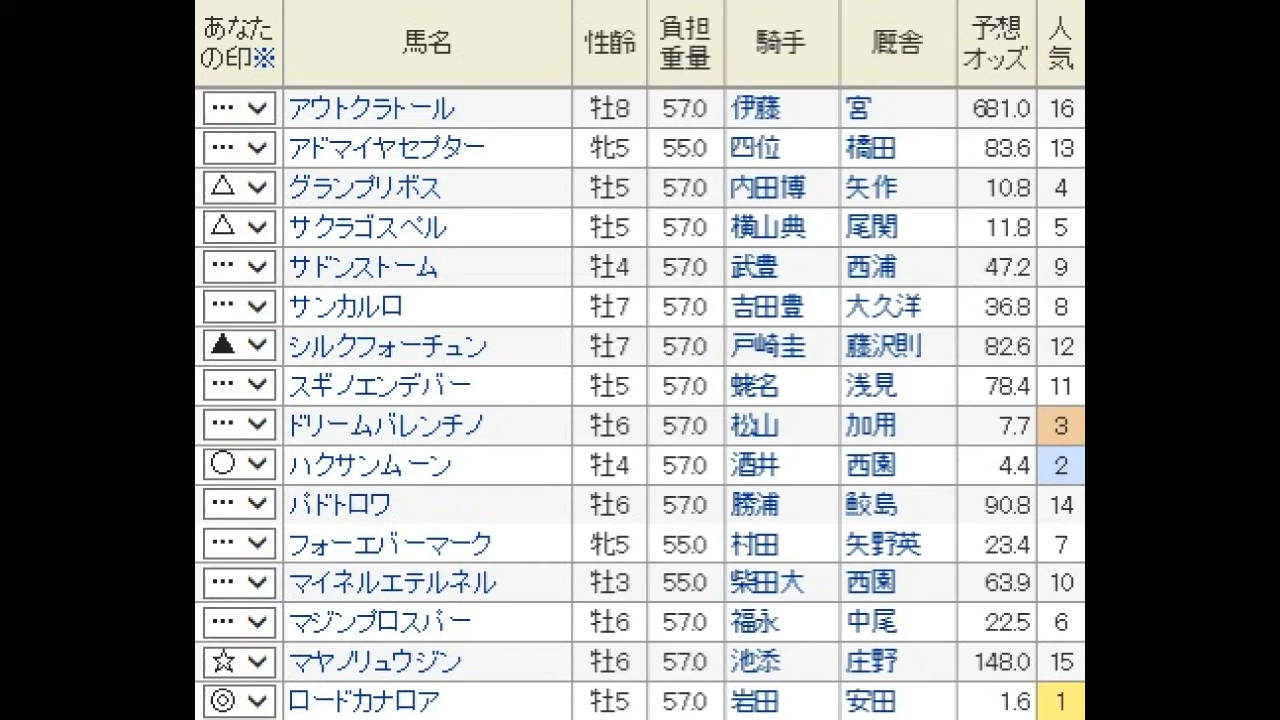 あなたの印※ 馬名 性齢 負担重量 騎手 厩舎 予想オッズ 人気
… アウトクラトール 牡8 57.0 伊藤 宮 681.0 16
… アドマイヤセプター 牝5 55.0 四位 橋田 83.6 13
△ グランプリボス 牡5 57.0 内田博 矢作 10.8 4
△ サクラゴスペル 牡5 57.0 横山典 尾関 11.8 5
… サドンストーム 牡4 57.0 武豊 西浦 47.2 9
… サンカルロ 牡7 57.0 吉田豊 大久洋 36.8 8
▲ シルクフォーチュン 牡7 57.0 戸崎圭 藤沢則 82.6 12
… スギノエンデバー 牡5 57.0 蛯名 浅見 78.4 11
… ドリームバレンチノ 牡6 57.0 松山 加用 7.7 3
○ ハクサンムーン 牡4 57.0 酒井 西園 4.4 2
… パドトロワ 牡6 57.0 勝浦 鮫島 90.8 14
… フォーエバーマーク 牝5 55.0 村田 矢野英 23.4 7
… マイネルエテルネル 牡3 55.0 柴田大 西園 63.9 10
… マジンプロスパー 牡6 57.0 福永 中尾 22.5 6
☆ マヤノリュウジン 牡6 57.0 池添 庄野 148.0 15
◎ ロードカナロア 牡5 57.0 岩田 安田 1.6 1